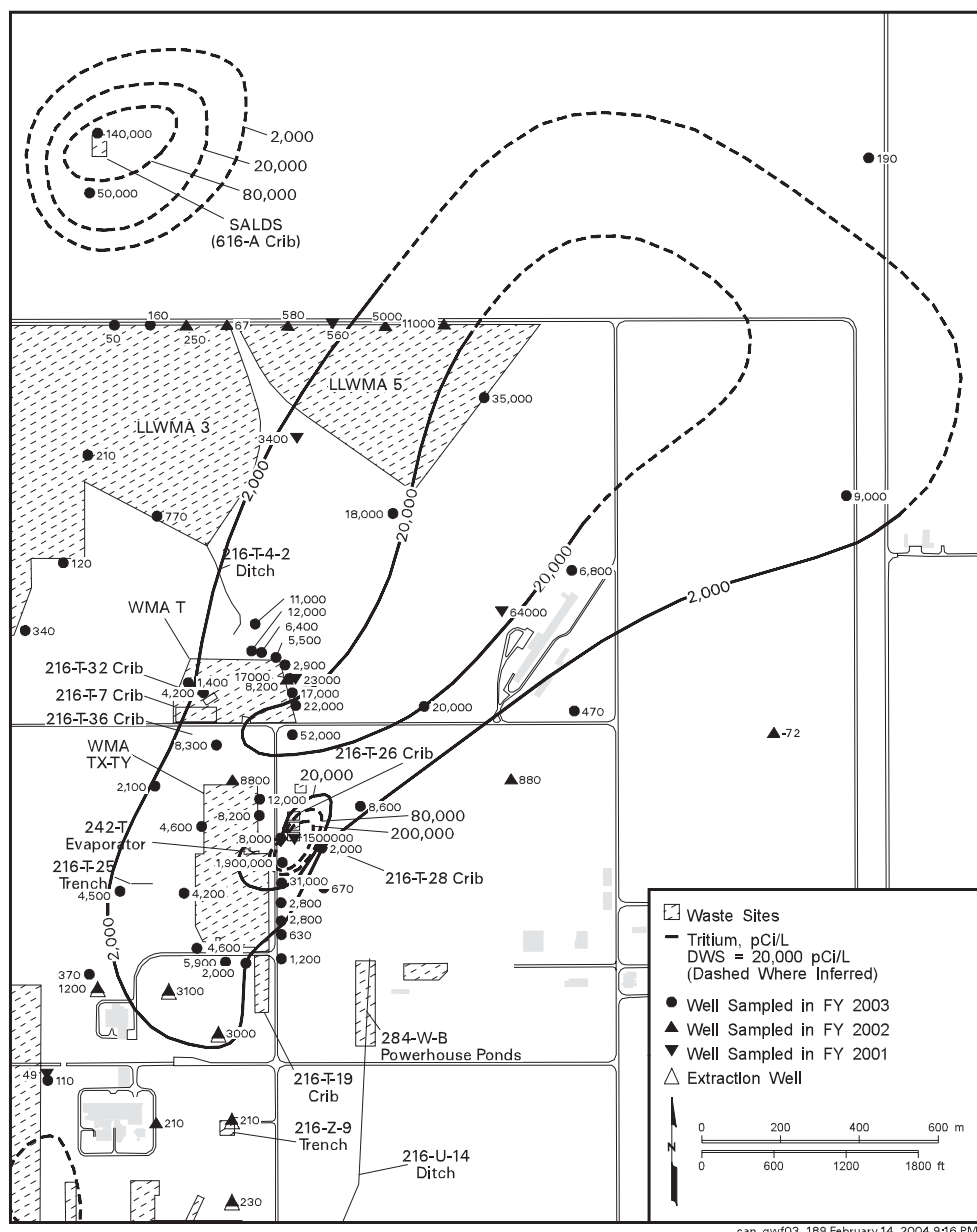 140,000
2,000
20,000
80,000
50,000
SALDS
(616-A Crib)
190
160
67
580
5000
11000
50
250
560
LLWMA 5
35,000
LLWMA 3
3400
210
2,000
9,000
20,000
18,000
770
216-T-4-2
Ditch
120
20,000
6,800
2,000
WMA T
11,000
12,000
6,400
5,500
64000
340
2,900
216-T-32 Crib
1,400
17000
23000
4,200
8,200
17,000
216-T-7 Crib
22,000
20,000
470
216-T-36 Crib
52,000
-72
8,300
216-T-26 Crib
WMA
TX-TY
20,000
2,100
8800
880
12,000
8,600
80,000
8,200
4,600
200,000
242-T
Evaporator
8,000
1500000
2,000
1,900,000
216-T-28 Crib
216-T-25
Trench
31,000
670
4,500
4,200
2,800
2,800
2,000
630
4,600
1,200
5,900
2,000
370
1200
3100
3000
284-W-B
Powerhouse Ponds
49
110
216-T-19
Crib
210
210
216-Z-9
Trench
216-U-14
Ditch
230
Waste Sites
Tritium, pCi/L
DWS = 20,000 pCi/L
(Dashed Where Inferred)
Well Sampled in FY 2003
Well Sampled in FY 2002
Well Sampled in FY 2001
Extraction Well
N
0 200 400 600 m
0 600 1200 1800 ft
can_gwf03_189 February 14, 2004 9:16 PM